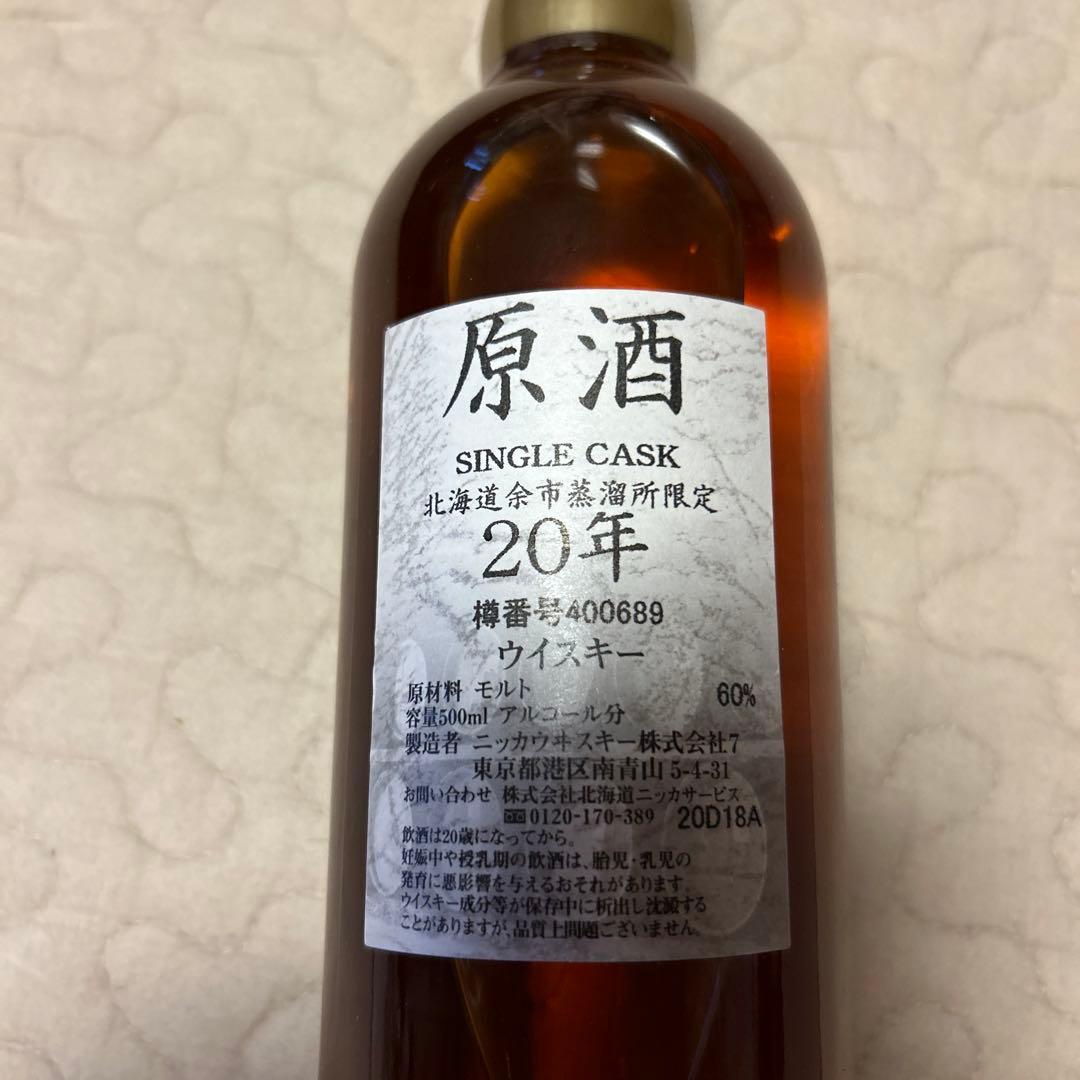 原酒
SINGLE CASK
北海道余市蒸溜所限定
20年
樽番号400689
ウイスキー
原材料 モルト 60%
容量500ml アルコール分
製造者 ニッカウヰスキー株式会社7
東京都港区南青山 5-4-31
お問い合わせ 株式会社北海道ニッカサービス
0120-170-389 20D18A
飲酒は20歳になってから。
妊娠中や授乳期の飲酒は、胎児・乳児の
発育に悪影響を与えるおそれがあります。
ウイスキー成分等が保存中に析出し沈澱する
ことがありますが、品質上問題ございません。